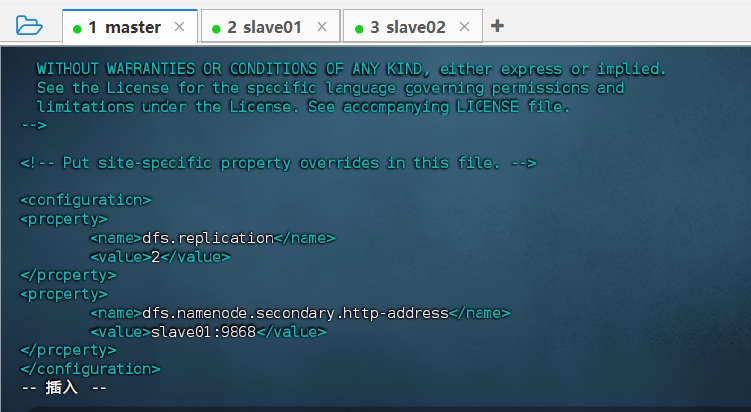 1 master × 2 slave01 × 3 slave02 × +
WITHOUT WARRANTIES OR CONDITIONS OF ANY KIND, either express or implied.
See the License for the specific language governing permissions and
limitations under the License. See accompanying LICENSE file.
-->
<!-- Put site-specific property overrides in this file. -->
<configuration>
<property>
<name>dfs.replication</name>
<value>2</value>
</property>
<property>
<name>dfs.namenode.secondary.http-address</name>
<value>slave01:9868</value>
</property>
</configuration>
-- 插入 --